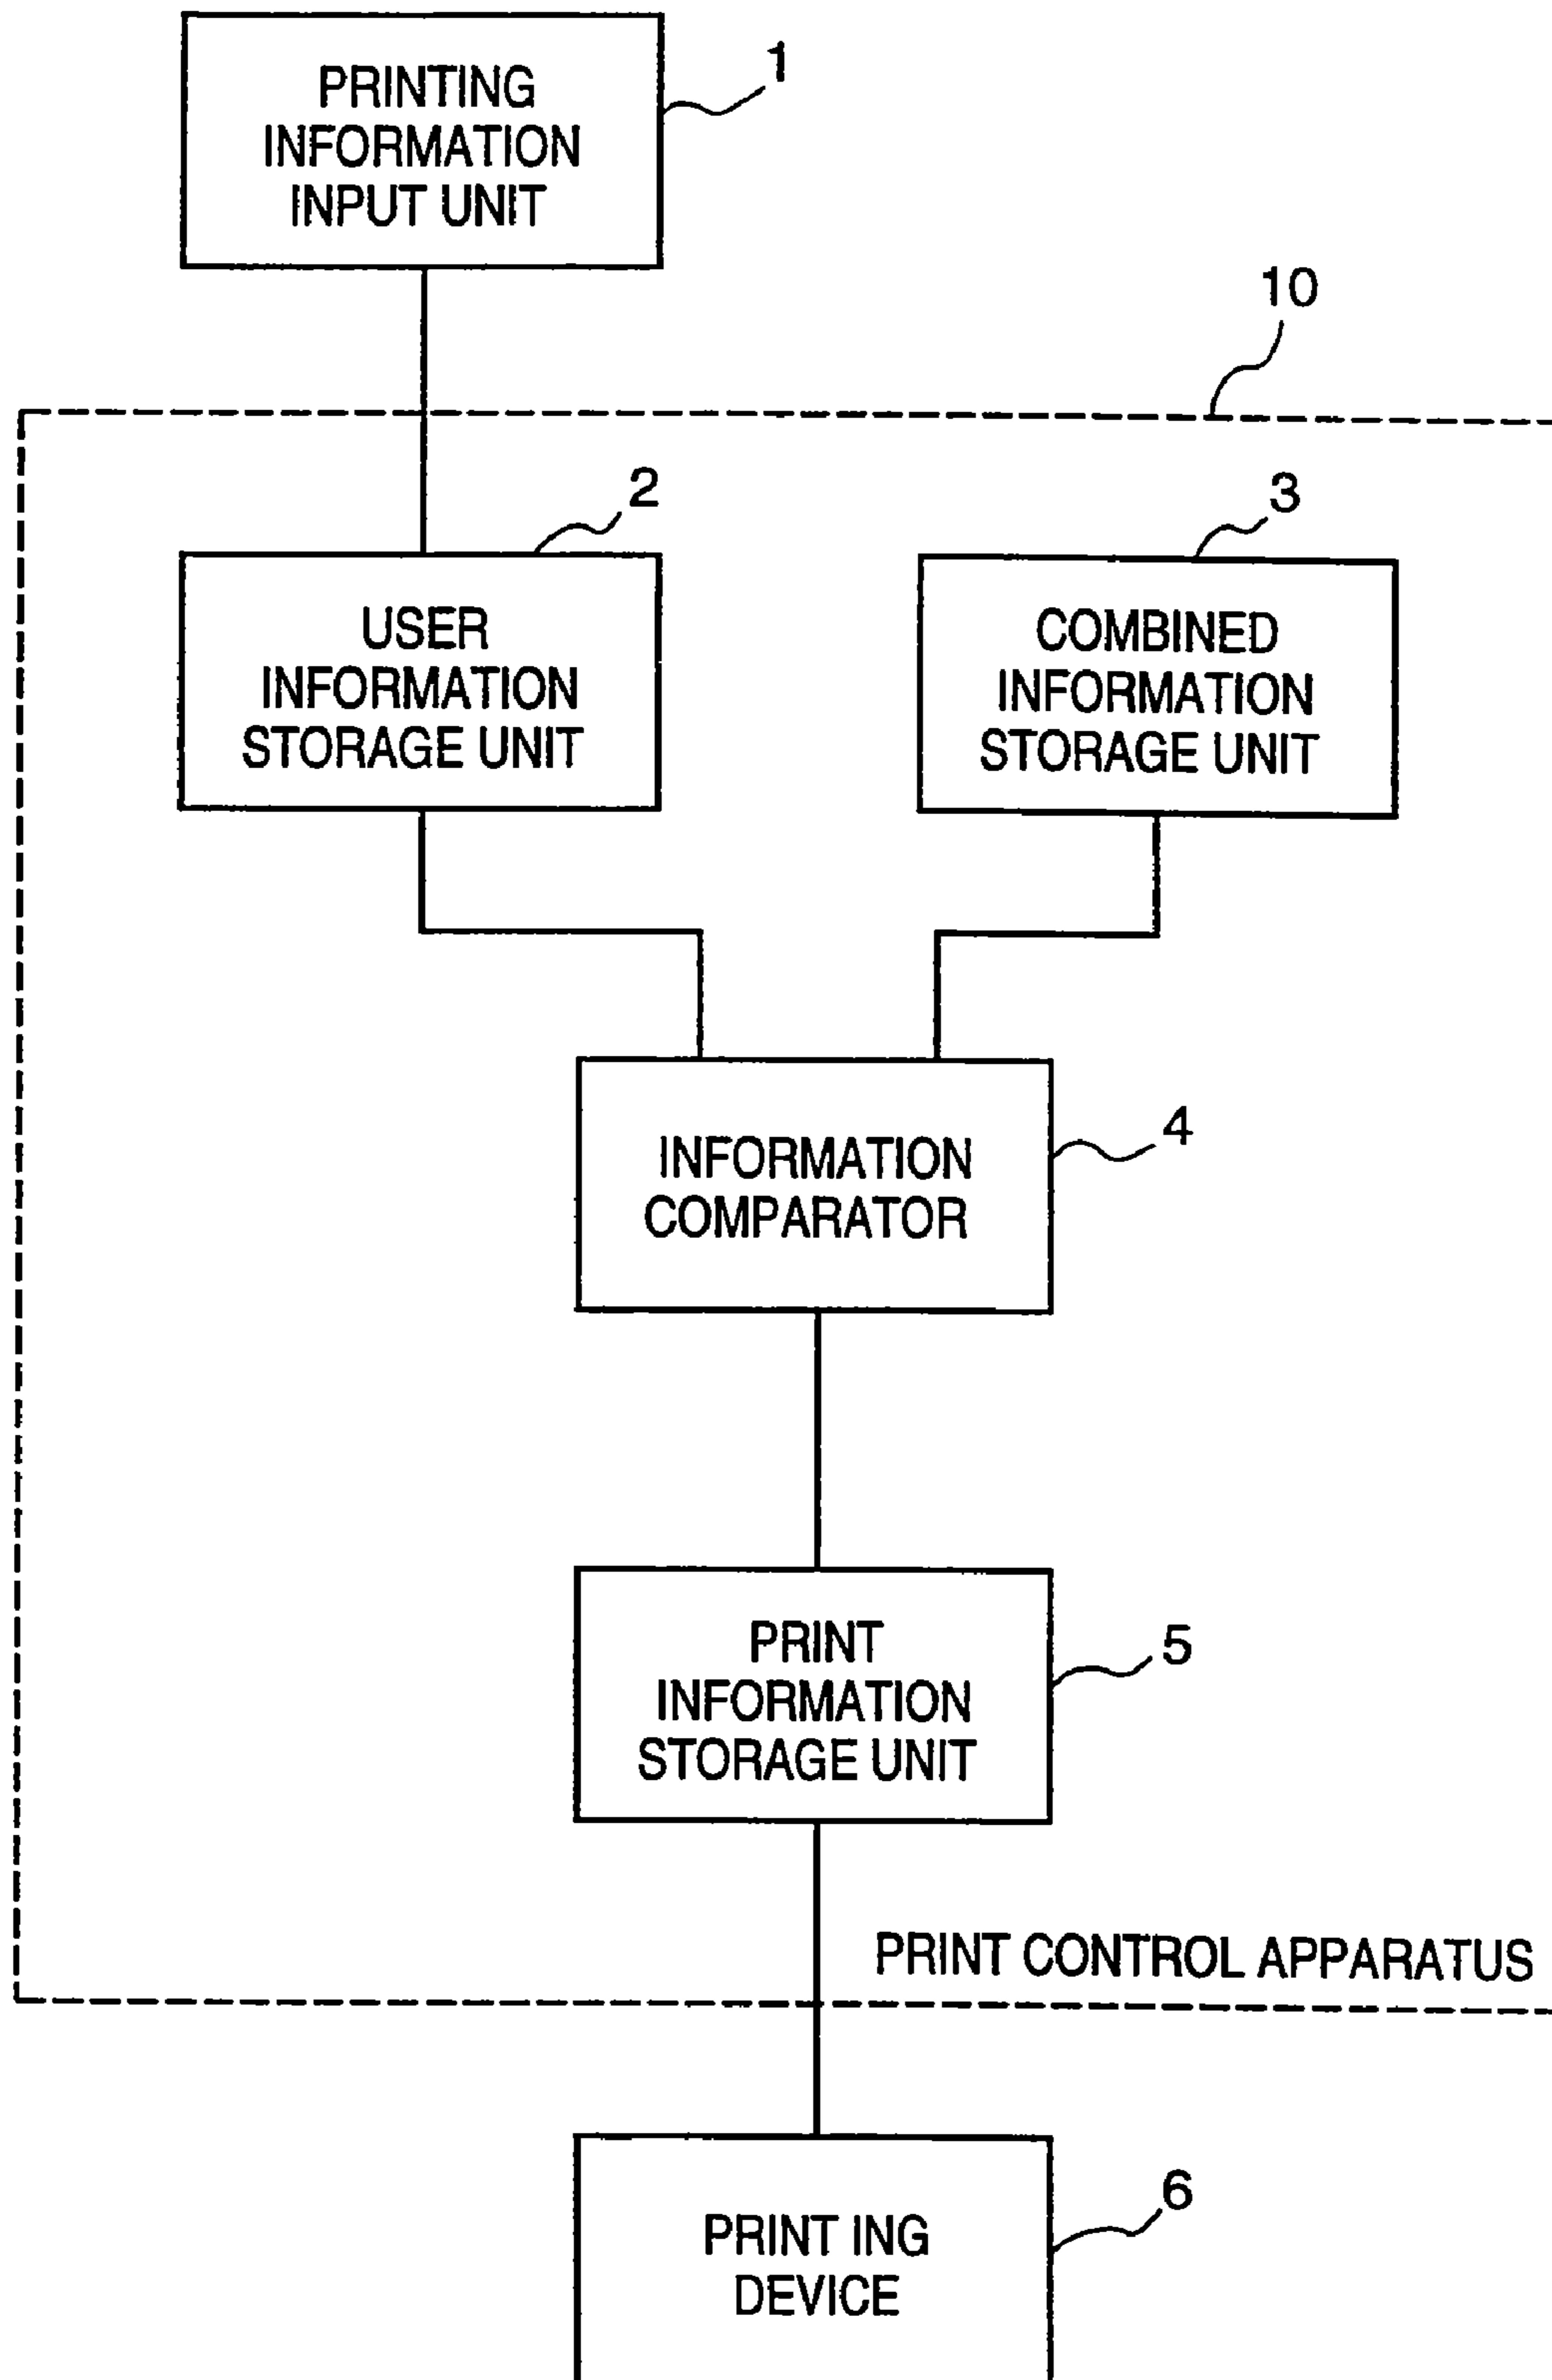 PRINTING
INFORMATION
INPUT UNIT
1
10
2
3
USER
INFORMATION
STORAGE UNIT
COMBINED
INFORMATION
STORAGE UNIT
4
INFORMATION
COMPARATOR
5
PRINT
INFORMATION
STORAGE UNIT
PRINT CONTROL APPARATUS
6
PRINT ING
DEVICE